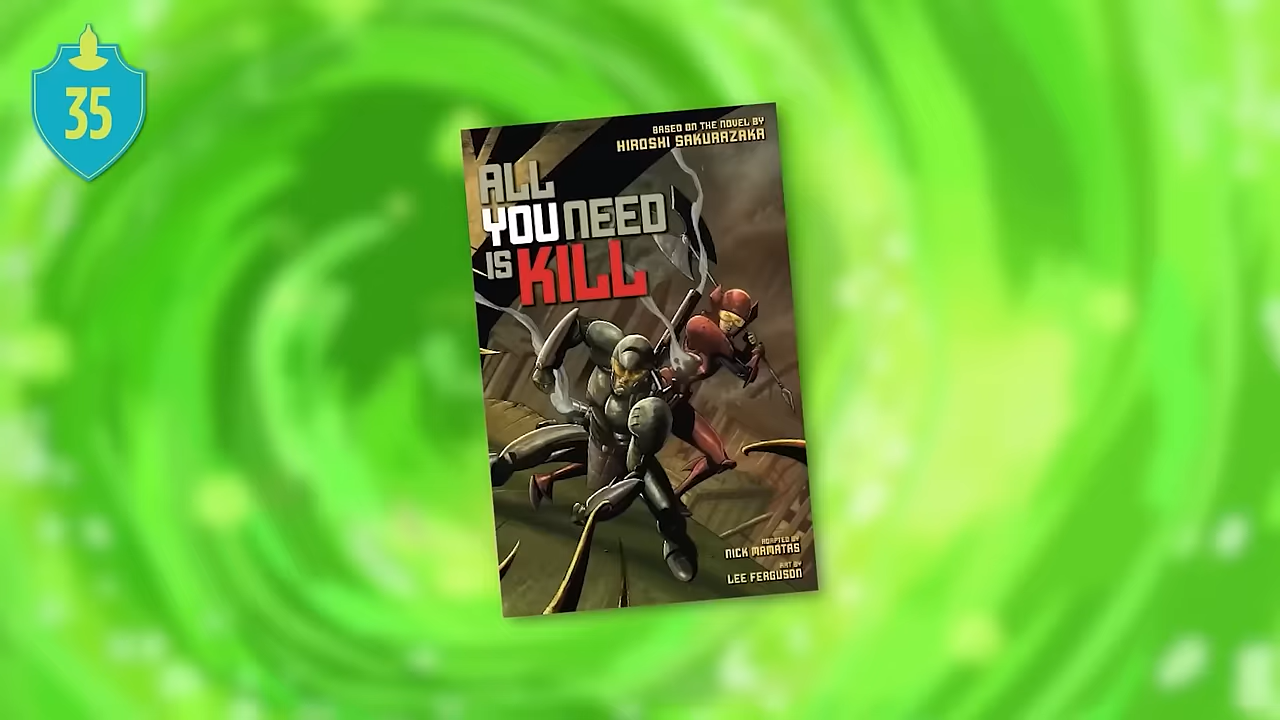 35
BASED ON THE NOVEL BY
HIROSHI SAKURAZAKA
ALL
YOU NEED
IS KILL
ADAPTED BY
NICK MAMATAS
ART BY
LEE FERGUSON